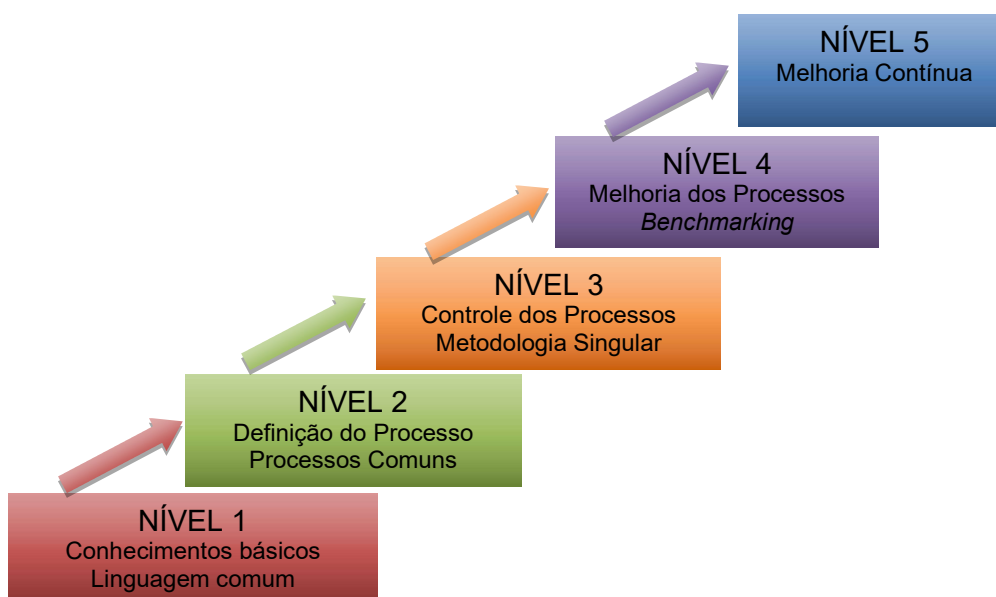 NÍVEL 5
Melhoria Contínua
NÍVEL 4
Melhoria dos Processos
Benchmarking
NÍVEL 3
Controle dos Processos
Metodologia Singular
NÍVEL 2
Definição do Processo
Processos Comuns
NÍVEL 1
Conhecimentos básicos
Linguagem comum